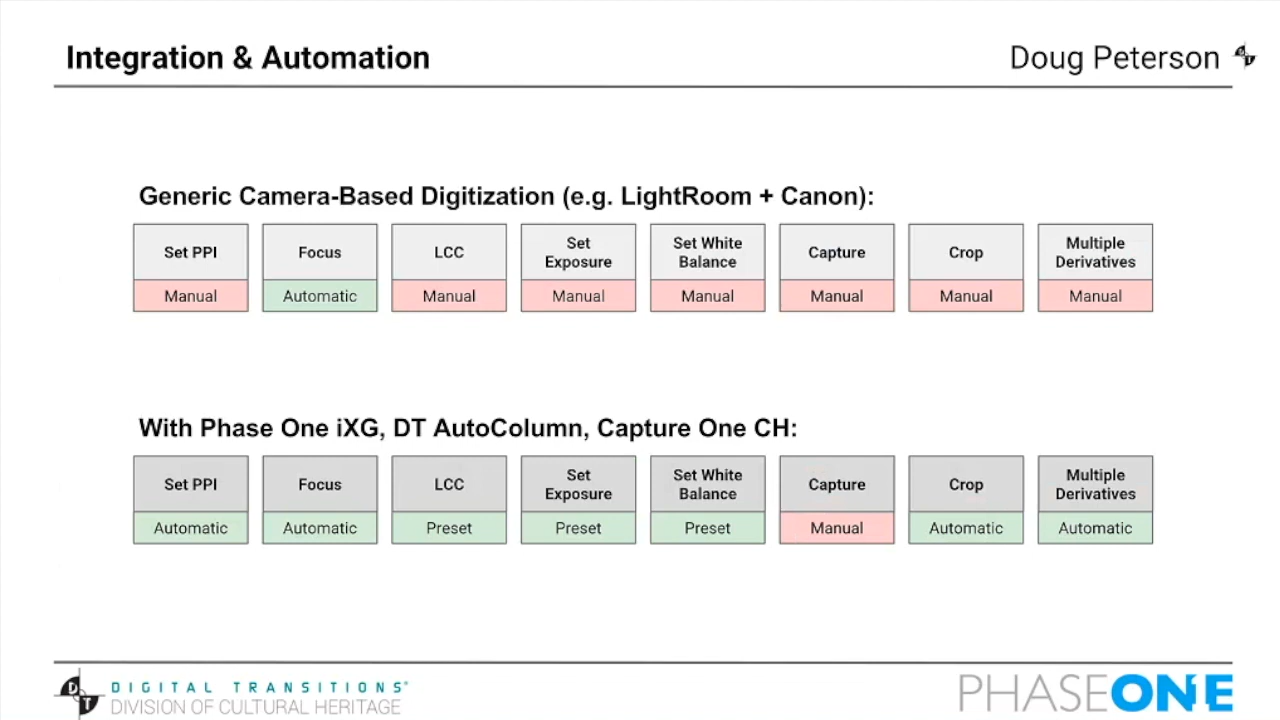 Integration & Automation
Doug Peterson
Generic Camera-Based Digitization (e.g. LightRoom + Canon):
Set PPI
Focus
LCC
Set
Exposure
Set White
Balance
Capture
Crop
Multiple
Derivatives
Manual
Automatic
Manual
Manual
Manual
Manual
Manual
Manual
With Phase One iXG, DT AutoColumn, Capture One CH:
Set PPI
Focus
LCC
Set
Exposure
Set White
Balance
Capture
Crop
Multiple
Derivatives
Automatic
Automatic
Preset
Preset
Preset
Manual
Automatic
Automatic
DT
DIGITAL TRANSITIONS
DIVISION OF CULTURAL HERITAGE
PHASEONE